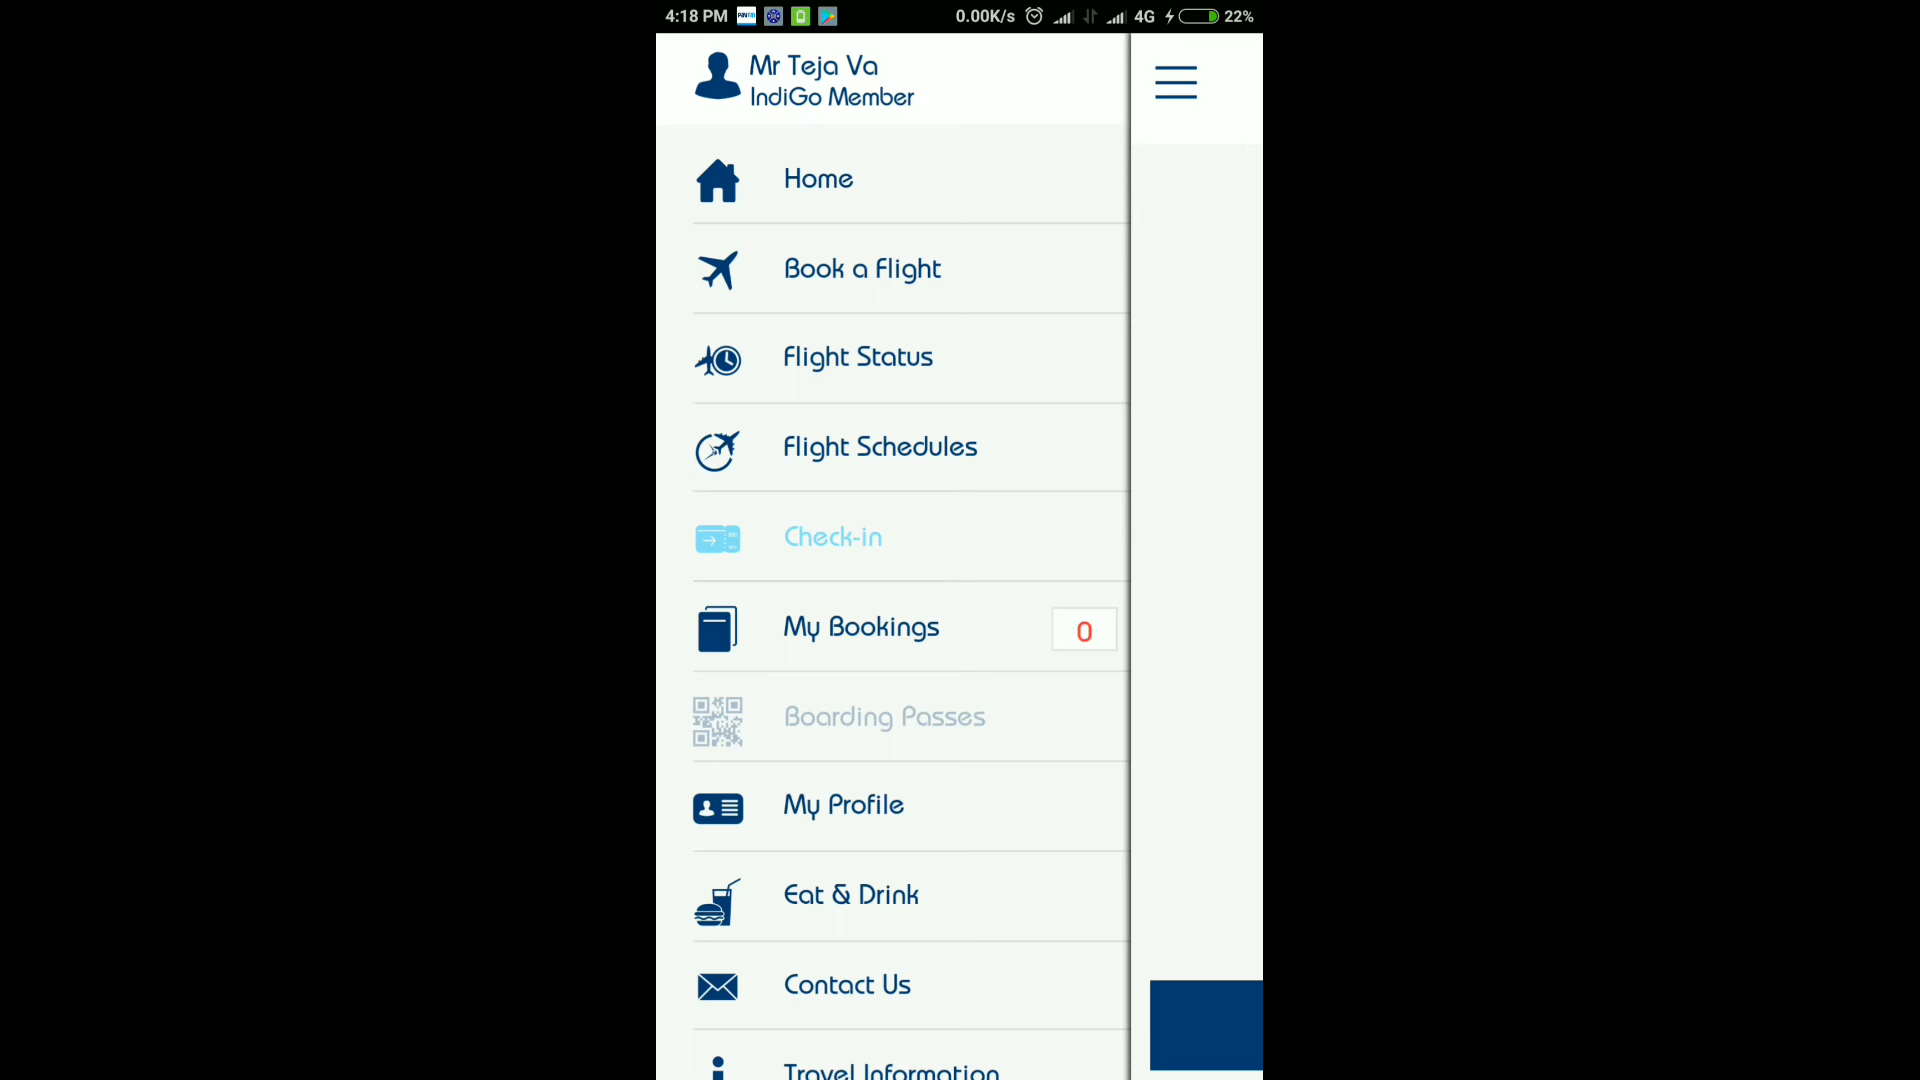 4:18 PM 0.00K/s 4G 22%
Mr Teja Va
IndiGo Member
Home
Book a Flight
Flight Status
Flight Schedules
Check-in
My Bookings 0
Boarding Passes
My Profile
Eat & Drink
Contact Us
Travel Information